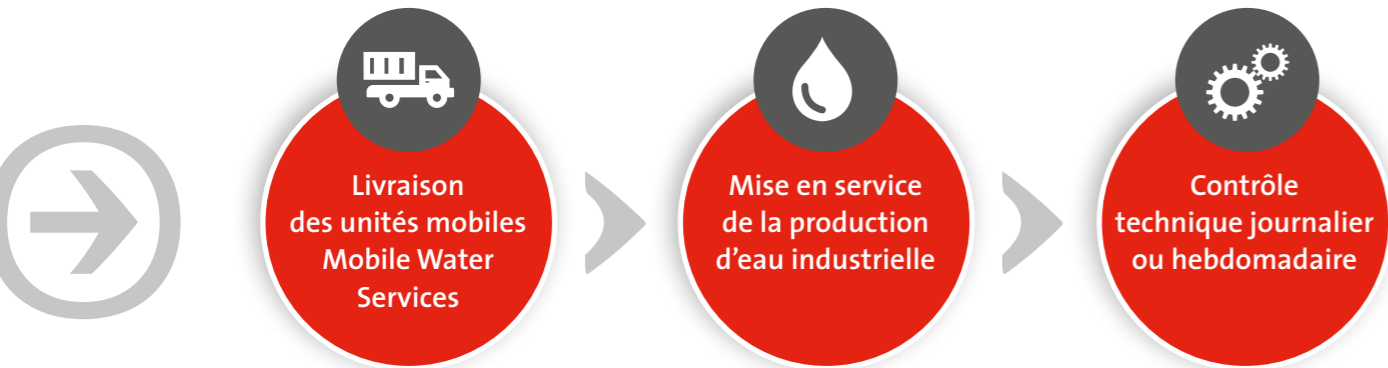 Livraison
des unités mobiles
Mobile Water
Services
Mise en service
de la production
d'eau industrielle
Contrôle
technique journalier
ou hebdomadaire